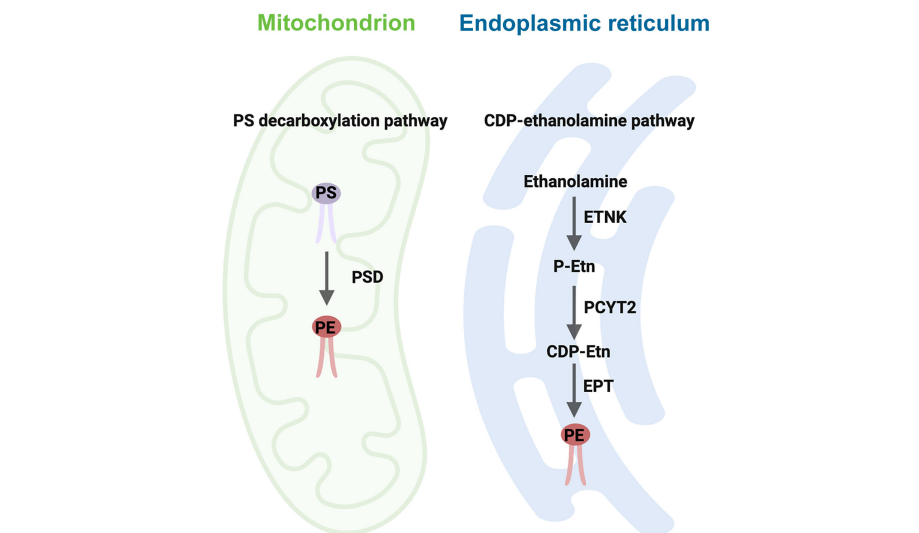 Mitochondrion
Endoplasmic reticulum
PS decarboxylation pathway
PS
PSD
PE
CDP-ethanolamine pathway
Ethanolamine
ETNK
P-Etn
PCYT2
CDP-Etn
EPT
PE